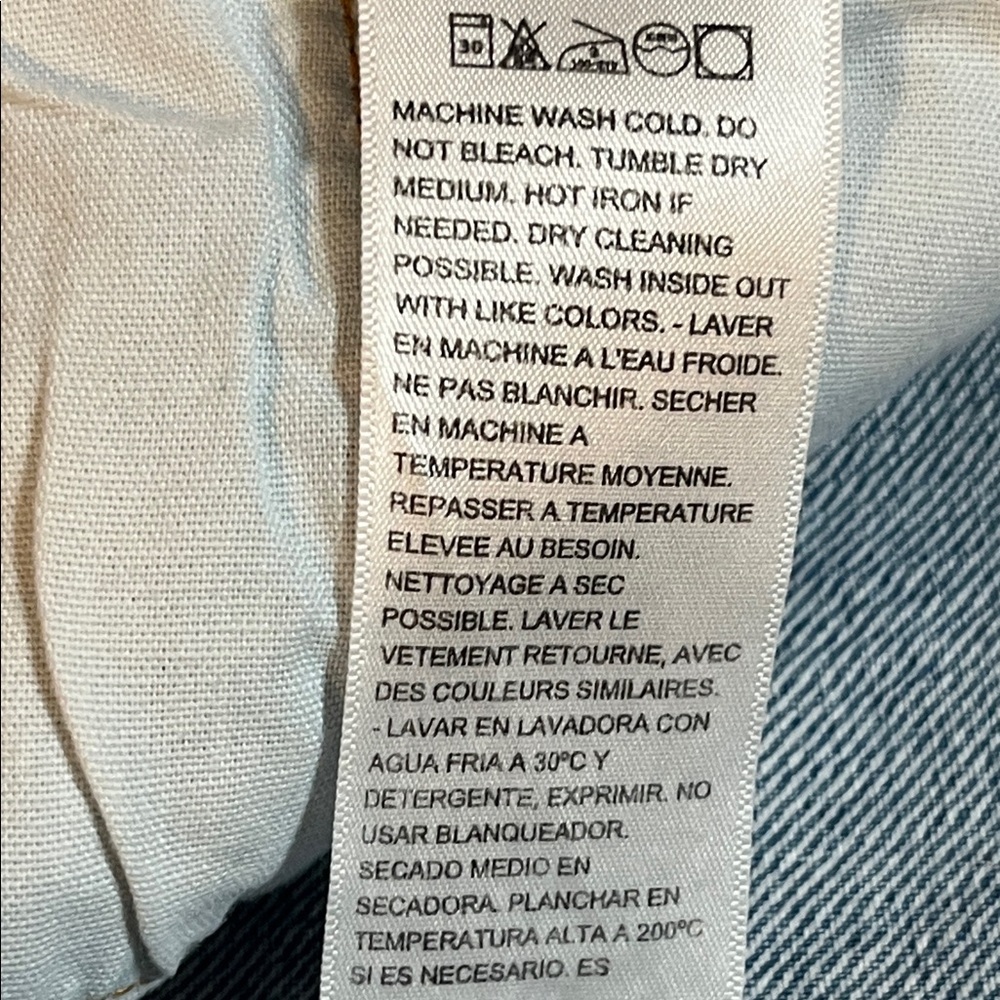 30
MACHINE WASH COLD. DO
NOT BLEACH. TUMBLE DRY
MEDIUM. HOT IRON IF
NEEDED. DRY CLEANING
POSSIBLE. WASH INSIDE OUT
WITH LIKE COLORS. - LAVER
EN MACHINE A L'EAU FROIDE.
NE PAS BLANCHIR. SECHER
EN MACHINE A
TEMPERATURE MOYENNE.
REPASSER A TEMPERATURE
ELEVEE AU BESOIN.
NETTOYAGE A SEC
POSSIBLE. LAVER LE
VETEMENT RETOURNE, AVEC
DES COULEURS SIMILAIRES.
- LAVAR EN LAVADORA CON
AGUA FRIA A 30ºC Y
DETERGENTE, EXPRIMIR. NO
USAR BLANQUEADOR.
SECADO MEDIO EN
SECADORA. PLANCHAR EN
TEMPERATURA ALTA A 200ºC
SI ES NECESARIO. ES